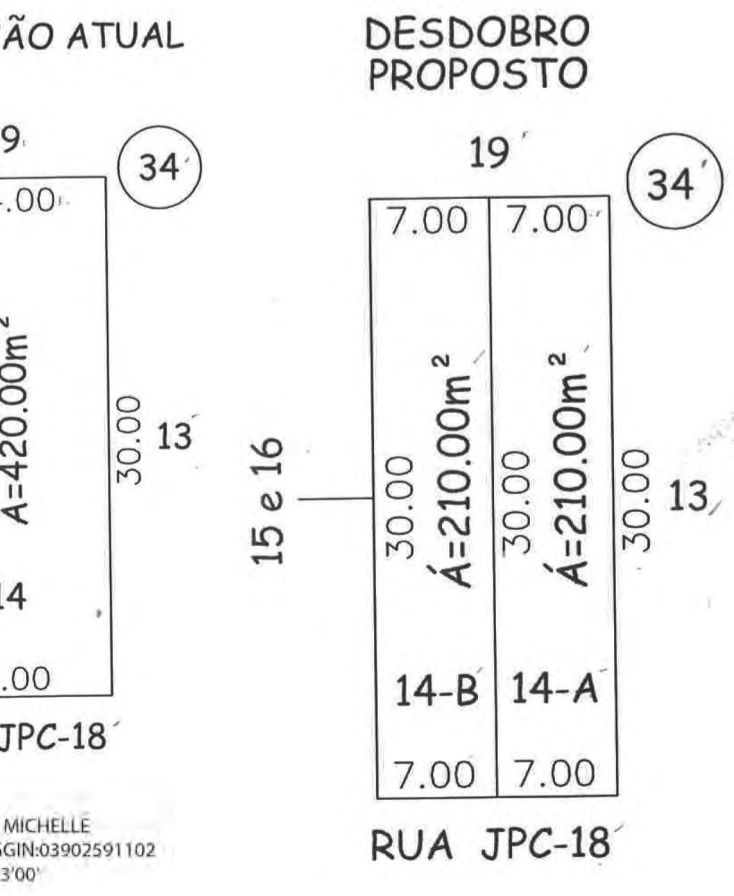 ÃO ATUAL
9
34
.00
A=420.00m²
30.00
13
14
.00
JPC-18
MICHELLE
GGIN:03902591102
3'00'
DESDOBRO
PROPOSTO
19
34
7.00 7.00
15 e 16
30.00
A=210.00m²
30.00
A=210.00m²
30.00
13
14-B 14-A
7.00 7.00
RUA JPC-18